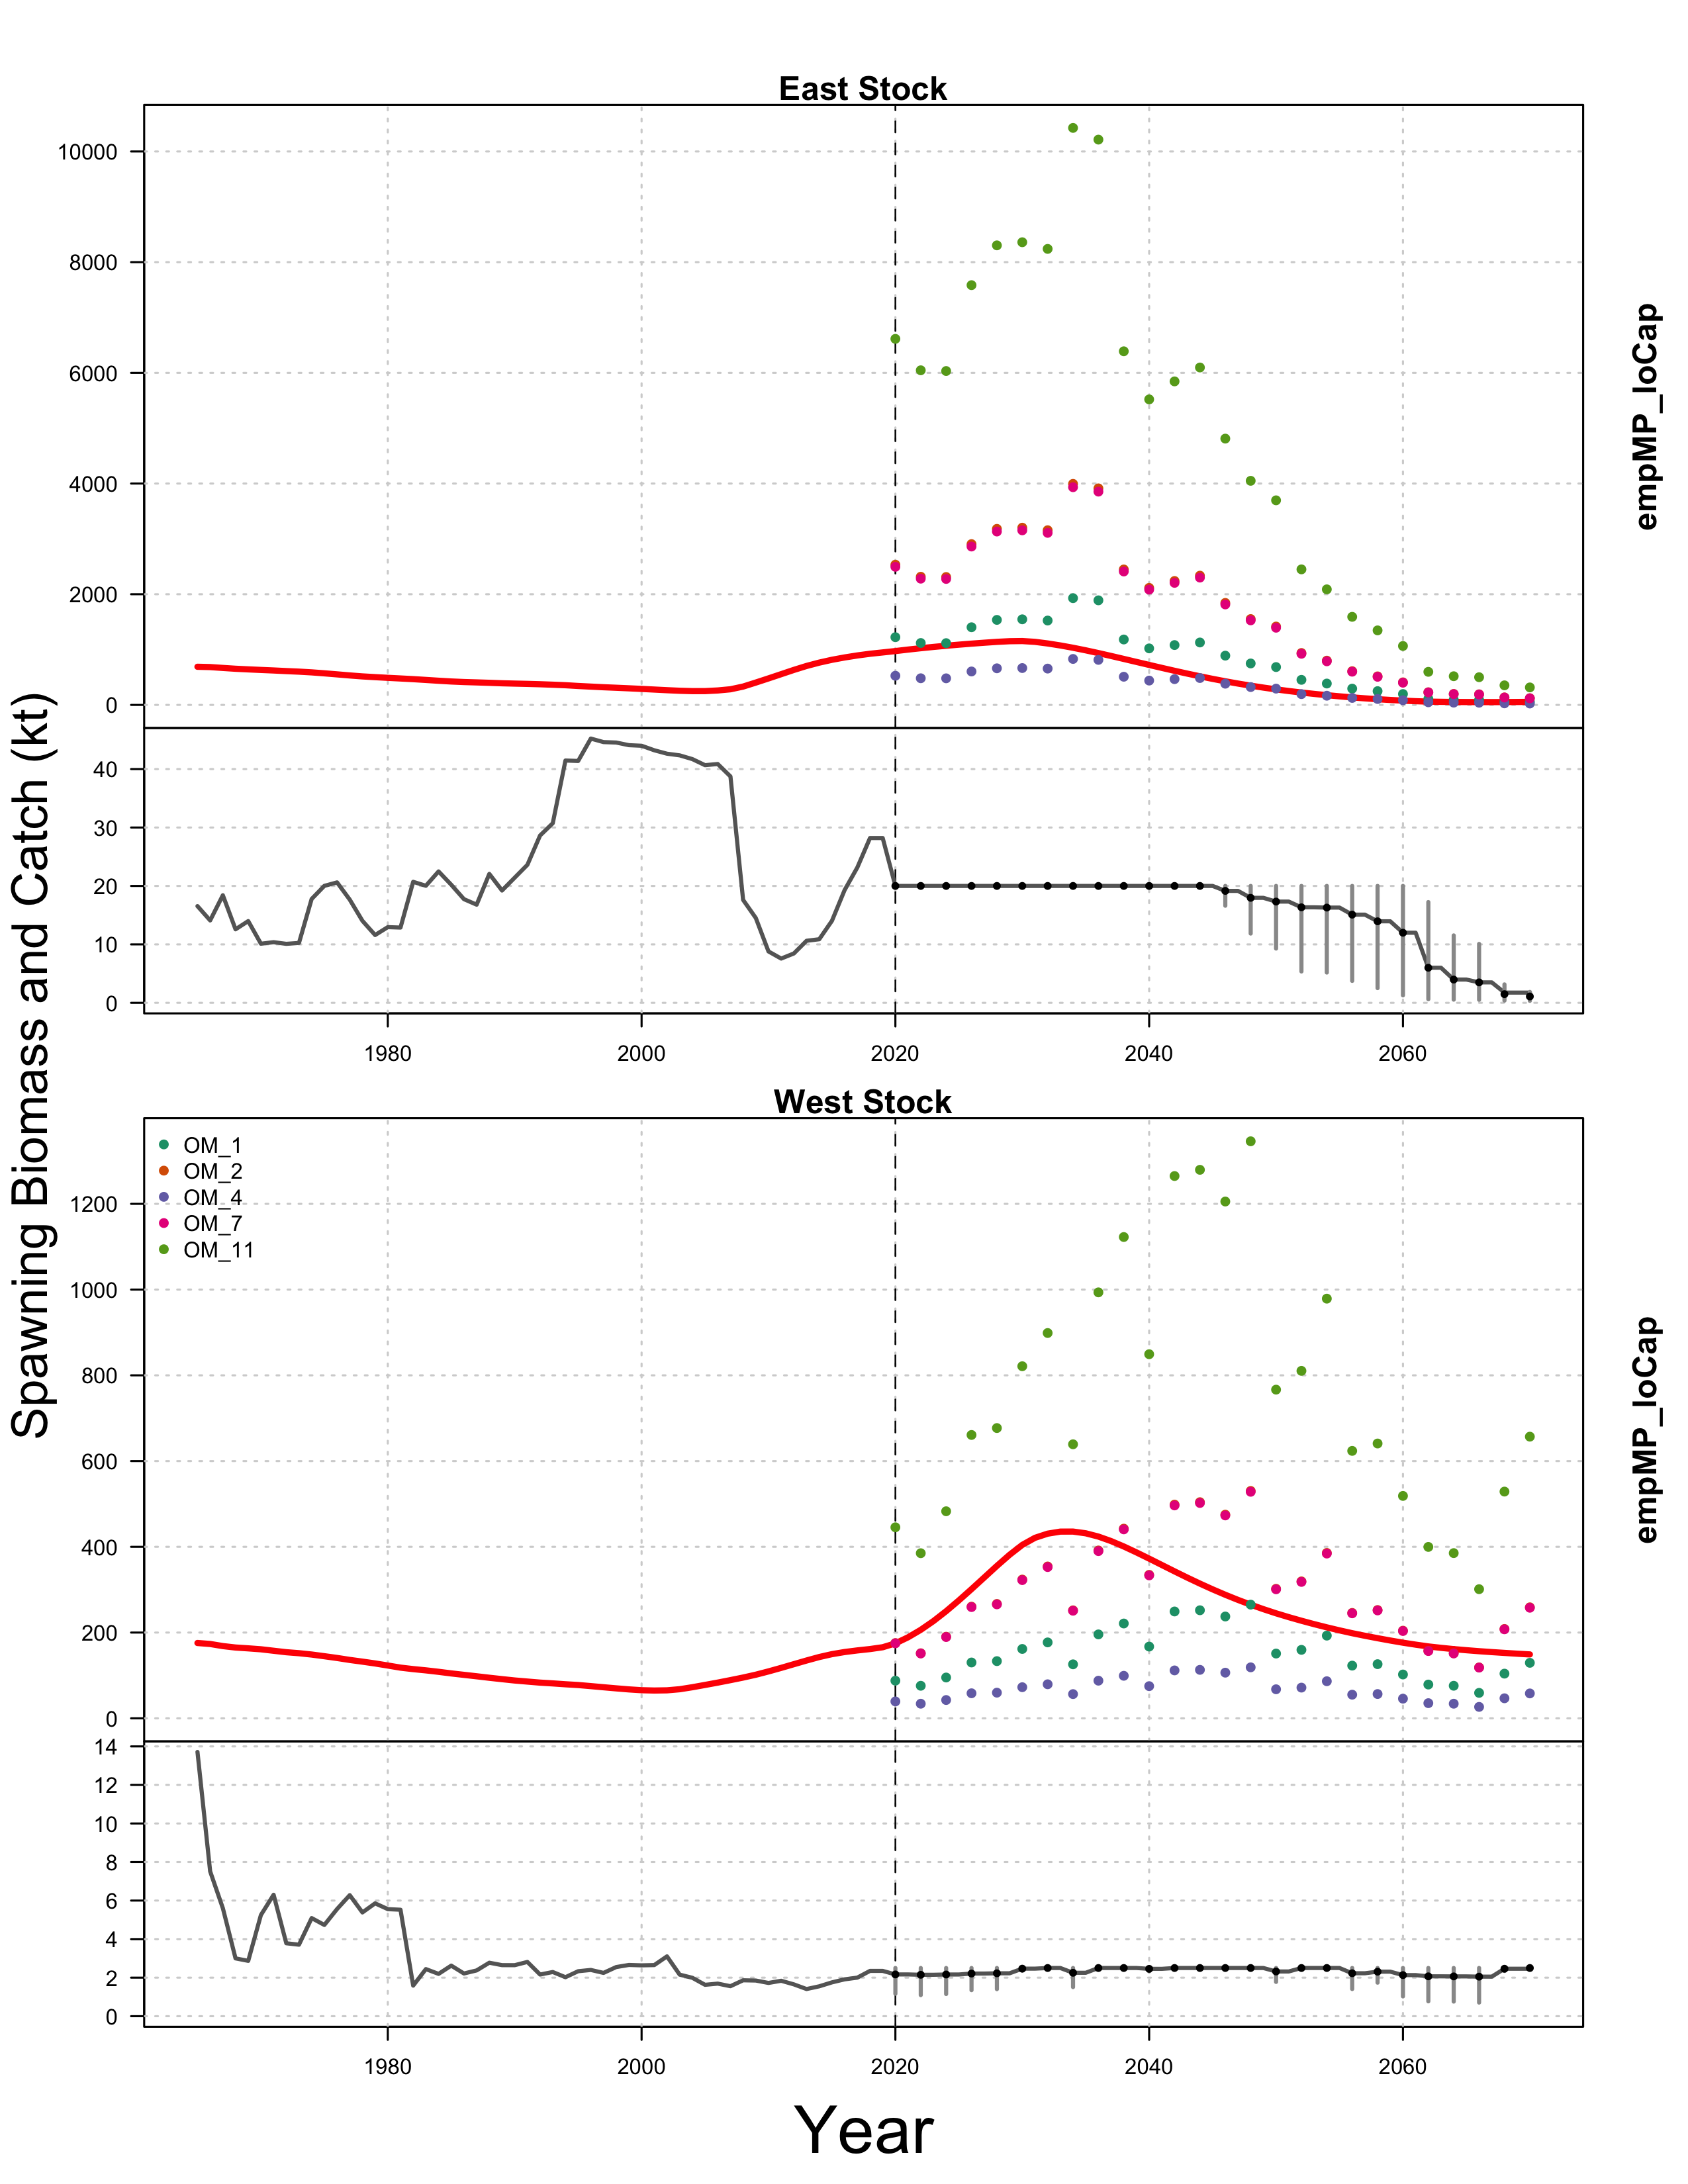 East Stock
10000
8000
6000
4000
2000
0
empMP_loCap
40
30
20
10
0
1980 2000 2020 2040 2060
Spawning Biomass and Catch (kt)
West Stock
OM_1
OM_2
OM_4
OM_7
OM_11
1200
1000
800
600
400
200
0
empMP_loCap
14
12
10
8
6
4
2
0
1980 2000 2020 2040 2060
Year